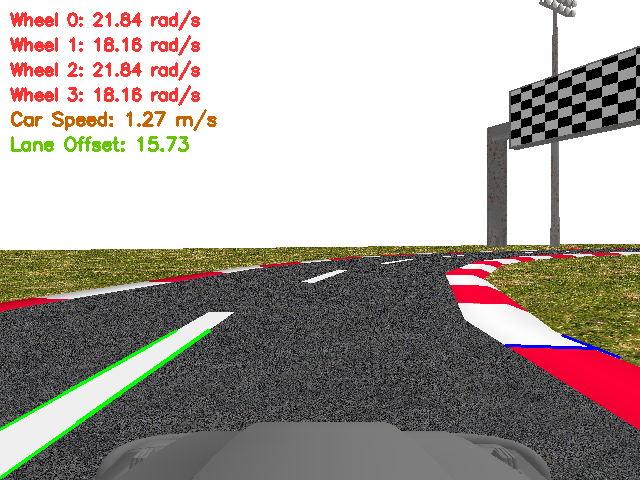 Wheel 0: 21.84 rad/s
Wheel 1: 18.16 rad/s
Wheel 2: 21.84 rad/s
Wheel 3: 18.16 rad/s
Car Speed: 1.27 m/s
Lane Offset: 15.73